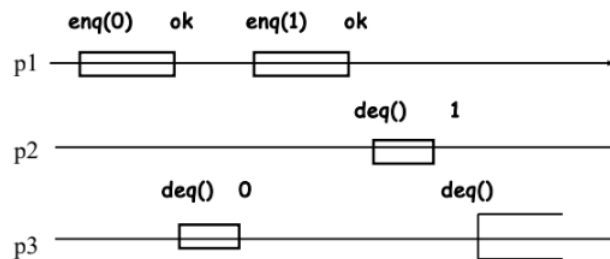 enq(0) ok enq(1) ok
p1
deq() 1
p2
deq() 0 deq()
p3